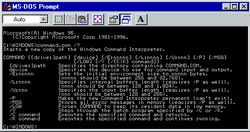 MS-DOS Prompt
Auto
Microsoft(R) Windows 95
(C)Copyright Microsoft Corp 1981-1996.
C:\WINDOWS>command.com /?
Starts a new copy of the Windows Command Interpreter.
COMMAND [[drive:]path] [device] [/E:nnnnn] [/L:nnnn] [/U:nnn] [/P] [/MSG]
[drive:]path Specifies the directory containing COMMAND.COM.
device Specifies the device to use for command input and output.
/E:nnnnn Sets the initial environment size to nnnnn bytes.
(nnnnn should be between 256 and 32,768).
/L:nnnn Specifies internal buffers length (requires /P as well).
(nnnn should be between 128 and 1,024).
/U:nnn Specifies the input buffer length (requires /P as well).
(nnn should be between 128 and 255).
/P Makes the new Command Interpreter permanent (can't exit).
/MSG Stores all error messages in memory (requires /P as well).
/LOW Forces COMMAND to keep its resident data in low memory.
/Y Steps through the batch program specified by /C or /K.
/C command Executes the specified command and returns.
/K command Executes the specified command and continues running.
C:\WINDOWS>